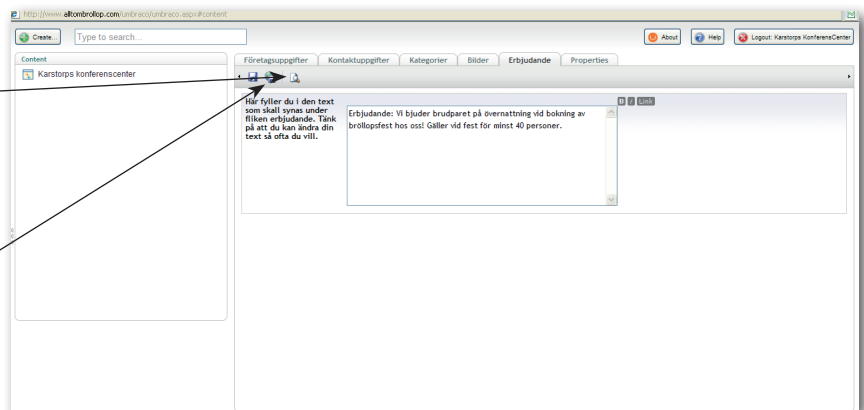 http://www.alltombrollop.com/umbraco/umbraco.aspx#content
Create... Type to search... About Help Logout: Karstorps KonferensCenter
Content
Karstorps konferenscenter
Företagsuppgifter Kontaktuppgifter Kategorier Bilder Erbjudande Properties
Här fyller du i den text
som skall synas under
fliken erbjudande. Tänk
på att du kan ändra din
text så ofta du vill.
Erbjudande: Vi bjuder brudparet på övernattning vid bokning av
bröllopsfest hos oss! Gäller vid fest för minst 40 personer.
B I Link